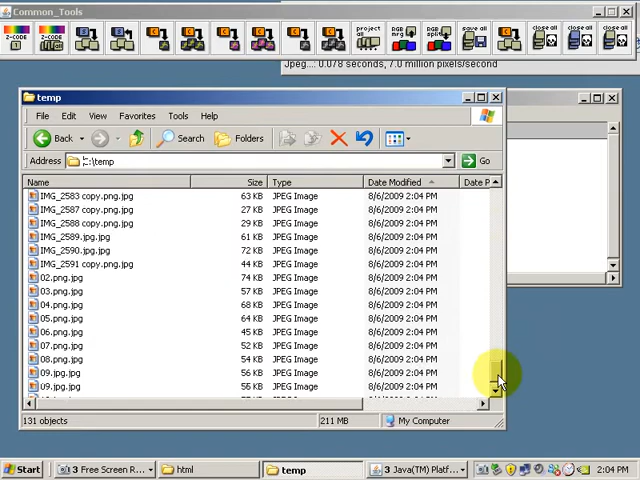 Common_Tools
Z-CODE
1
Z-CODE
project
all
RGB
mrg
RGB
split
save all
close all
close all
close all
Jpeg....: 0.078 seconds, 7.0 million pixels/second
temp
File Edit View Favorites Tools Help
Back Search Folders
Address :\temp Go
Name Size Type Date Modified Date P
IMG_2583 copy.png.jpg 63 KB JPEG Image 8/6/2009 2:04 PM
IMG_2587 copy.png.jpg 27 KB JPEG Image 8/6/2009 2:04 PM
IMG_2588 copy.png.jpg 29 KB JPEG Image 8/6/2009 2:04 PM
IMG_2589.jpg.jpg 61 KB JPEG Image 8/6/2009 2:04 PM
IMG_2590.jpg.jpg 72 KB JPEG Image 8/6/2009 2:04 PM
IMG_2591 copy.png.jpg 44 KB JPEG Image 8/6/2009 2:04 PM
02.png.jpg 74 KB JPEG Image 8/6/2009 2:04 PM
03.png.jpg 57 KB JPEG Image 8/6/2009 2:04 PM
04.png.jpg 68 KB JPEG Image 8/6/2009 2:04 PM
05.png.jpg 64 KB JPEG Image 8/6/2009 2:04 PM
06.png.jpg 45 KB JPEG Image 8/6/2009 2:04 PM
07.png.jpg 52 KB JPEG Image 8/6/2009 2:04 PM
08.png.jpg 54 KB JPEG Image 8/6/2009 2:04 PM
09.jpg.jpg 56 KB JPEG Image 8/6/2009 2:04 PM
09.jpg.jpg 55 KB JPEG Image 8/6/2009 2:04 PM
131 objects 211 MB My Computer
Start 3 Free Screen R... html temp 3 Java(TM) Platf... 2:04 PM